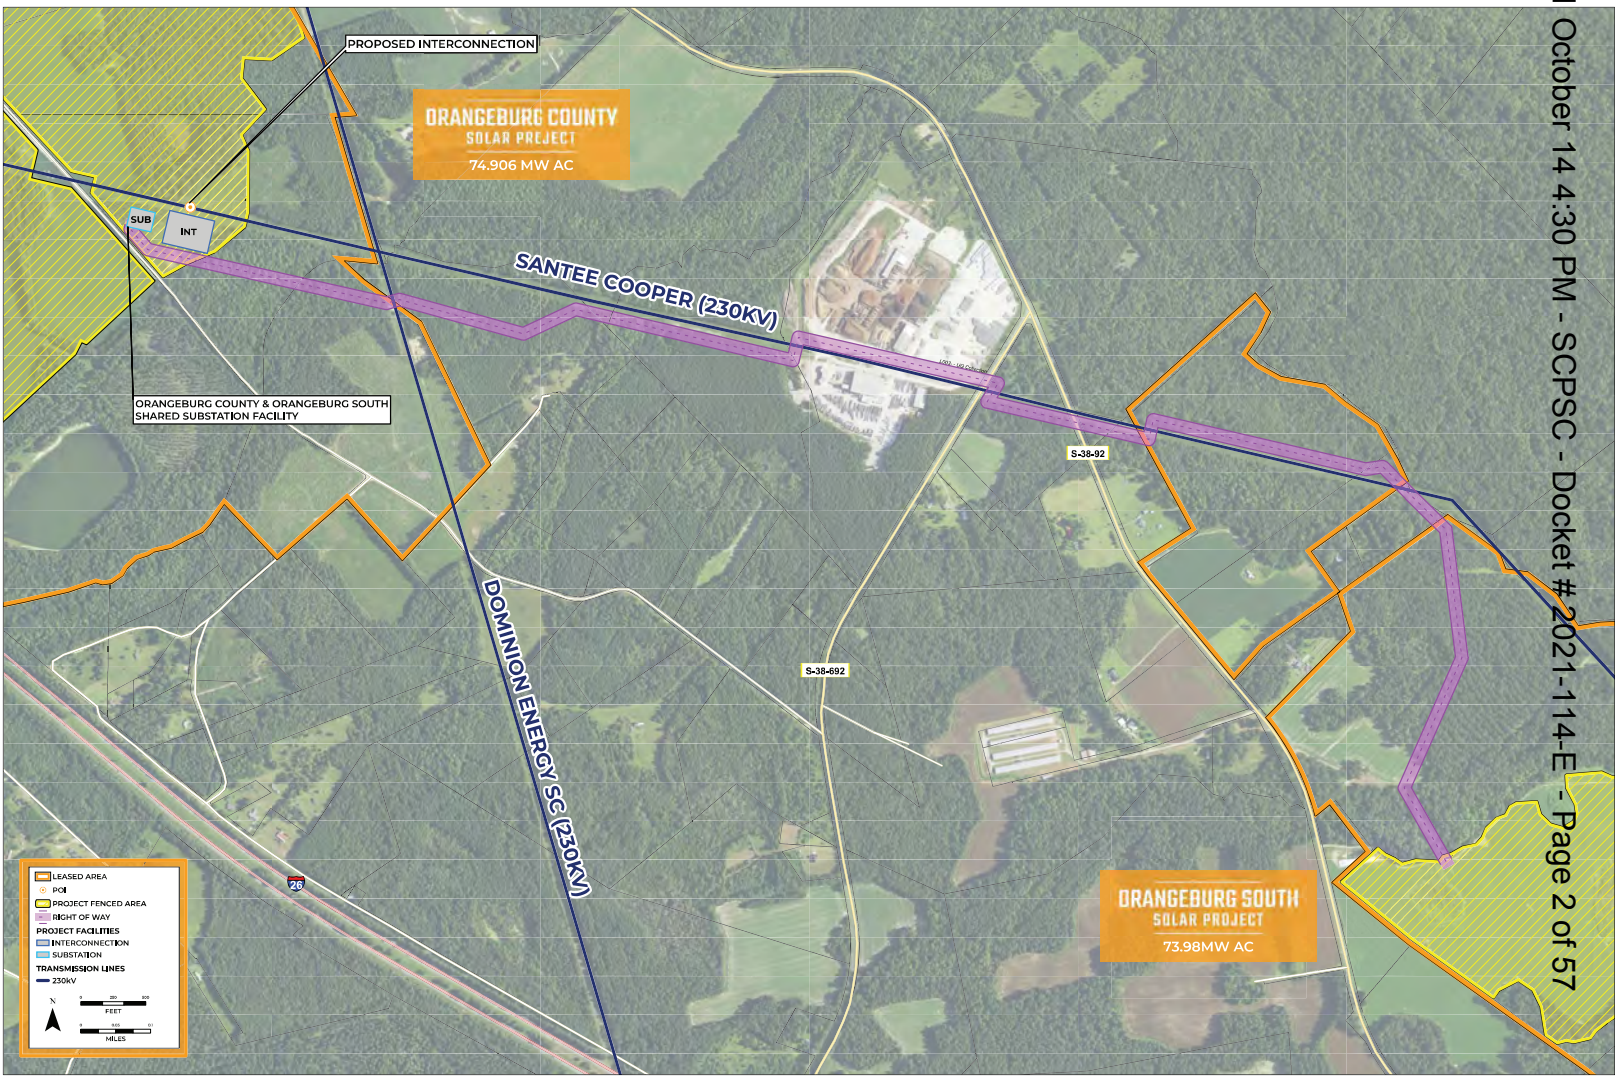 PROPOSED INTERCONNECTION
ORANGEBURG COUNTY
SOLAR PREJECT
74.906 MW AC
SUB
INT
SANTEE COOPER (230KV)
ORANGEBURG COUNTY & ORANGEBURG SOUTH
SHARED SUBSTATION FACILITY
S-38-92
DOMINION ENERGY SC (230KV)
S-38-692
26
ORANGEBURG SOUTH
SOLAR PROJECT
73.98MW AC
LEASED AREA
POI
PROJECT FENCED AREA
RIGHT OF WAY
PROJECT FACILITIES
INTERCONNECTION
SUBSTATION
TRANSMISSION LINES
230kV
N
FEET
MILES
October 14 4:30 PM - SCPSC - Docket # 2021-114-E - Page 2 of 57